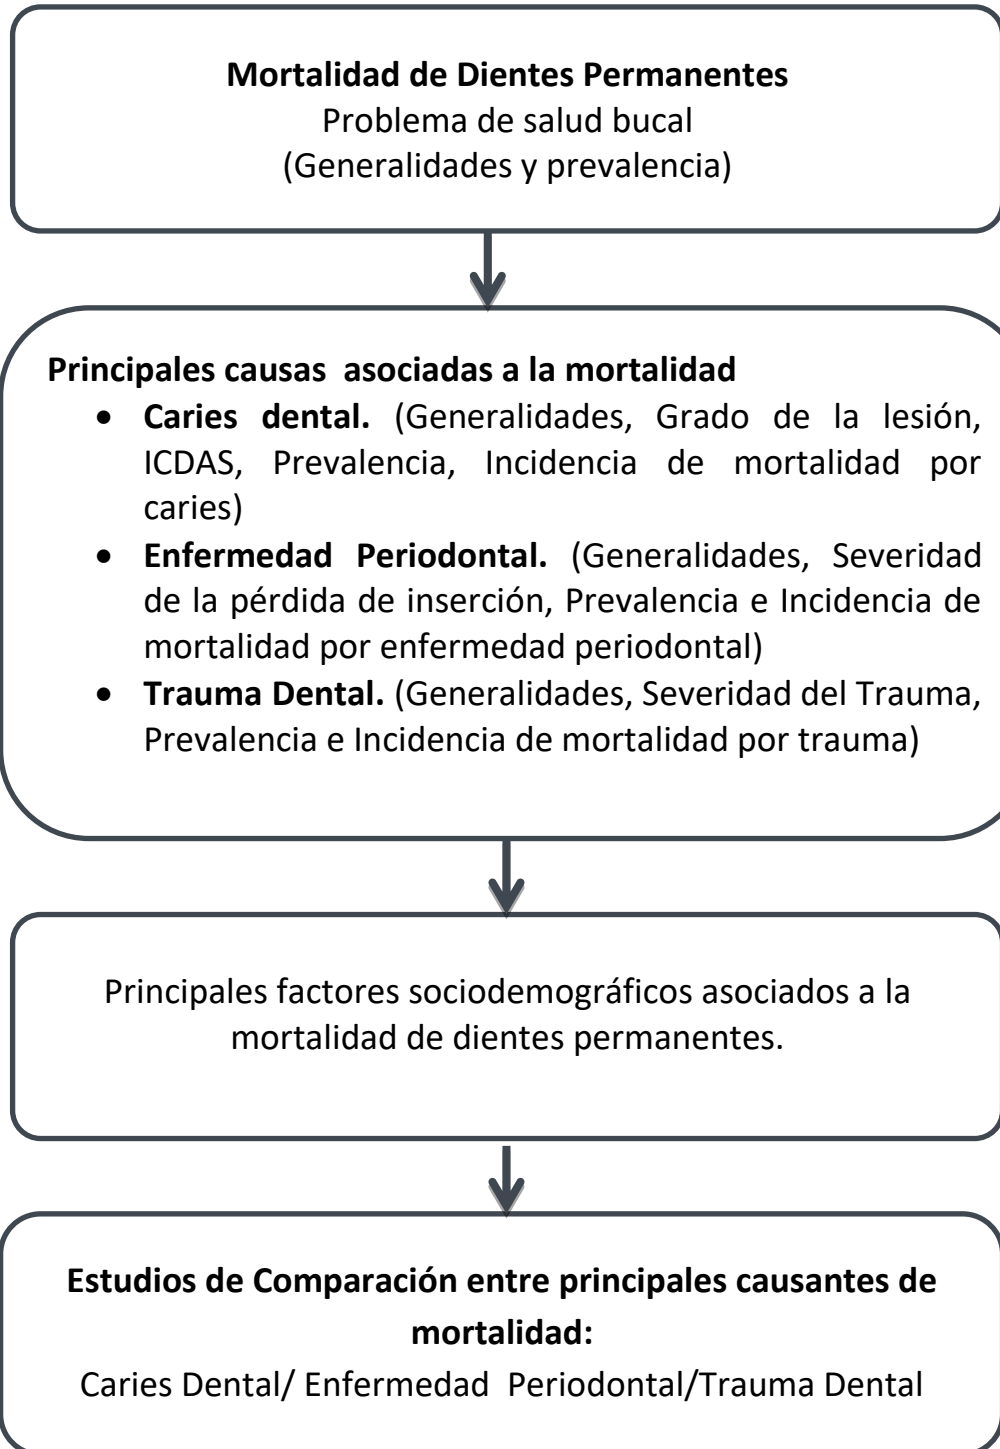 Mortalidad de Dientes Permanentes
Problema de salud bucal
(Generalidades y prevalencia)
Principales causas  asociadas a la mortalidad
• Caries dental. (Generalidades, Grado de la lesión,
ICDAS, Prevalencia, Incidencia de mortalidad por
caries)
• Enfermedad Periodontal. (Generalidades, Severidad
de la pérdida de inserción, Prevalencia e Incidencia de
mortalidad por enfermedad periodontal)
• Trauma Dental. (Generalidades, Severidad del Trauma,
Prevalencia e Incidencia de mortalidad por trauma)
Principales factores sociodemográficos asociados a la
mortalidad de dientes permanentes.
Estudios de Comparación entre principales causantes de
mortalidad:
Caries Dental/ Enfermedad  Periodontal/Trauma Dental